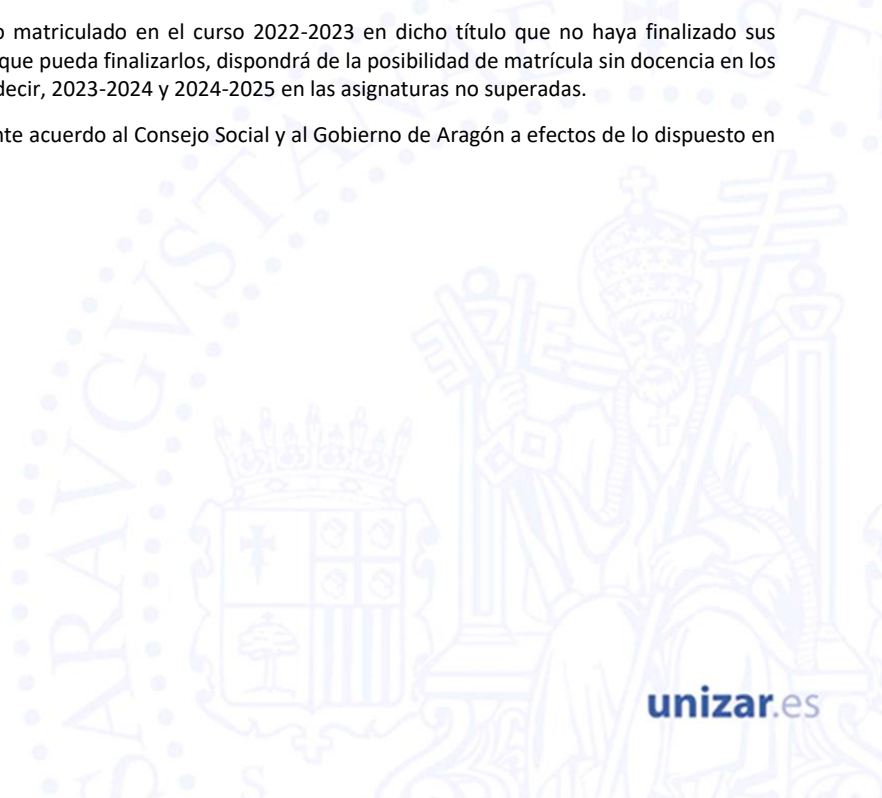 o matriculado en el curso 2022-2023 en dicho título que no haya finalizado sus
que pueda finalizarlos, dispondrá de la posibilidad de matrícula sin docencia en los
decir, 2023-2024 y 2024-2025 en las asignaturas no superadas.
nte acuerdo al Consejo Social y al Gobierno de Aragón a efectos de lo dispuesto en
SARAVGVSTANAE
unizar.es